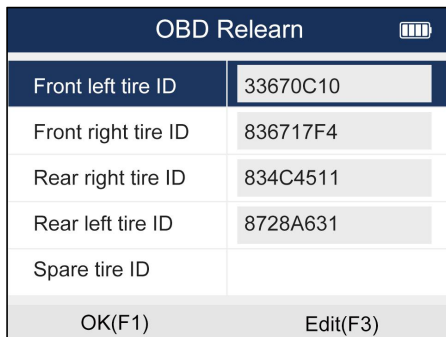 OBD Relearn
Front left tire ID 33670C10
Front right tire ID 836717F4
Rear right tire ID 834C4511
Rear left tire ID 8728A631
Spare tire ID
OK(F1) Edit(F3)